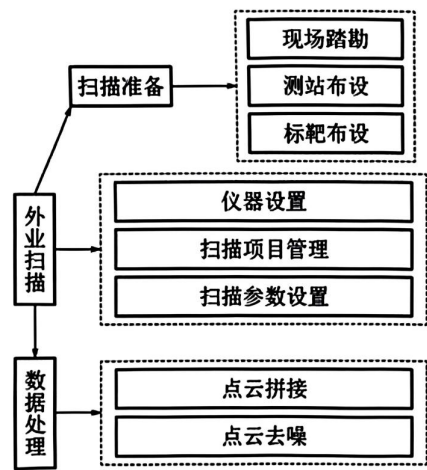 扫描准备
现场踏勘
测站布设
标靶布设
外业扫描
仪器设置
扫描项目管理
扫描参数设置
数据处理
点云拼接
点云去噪